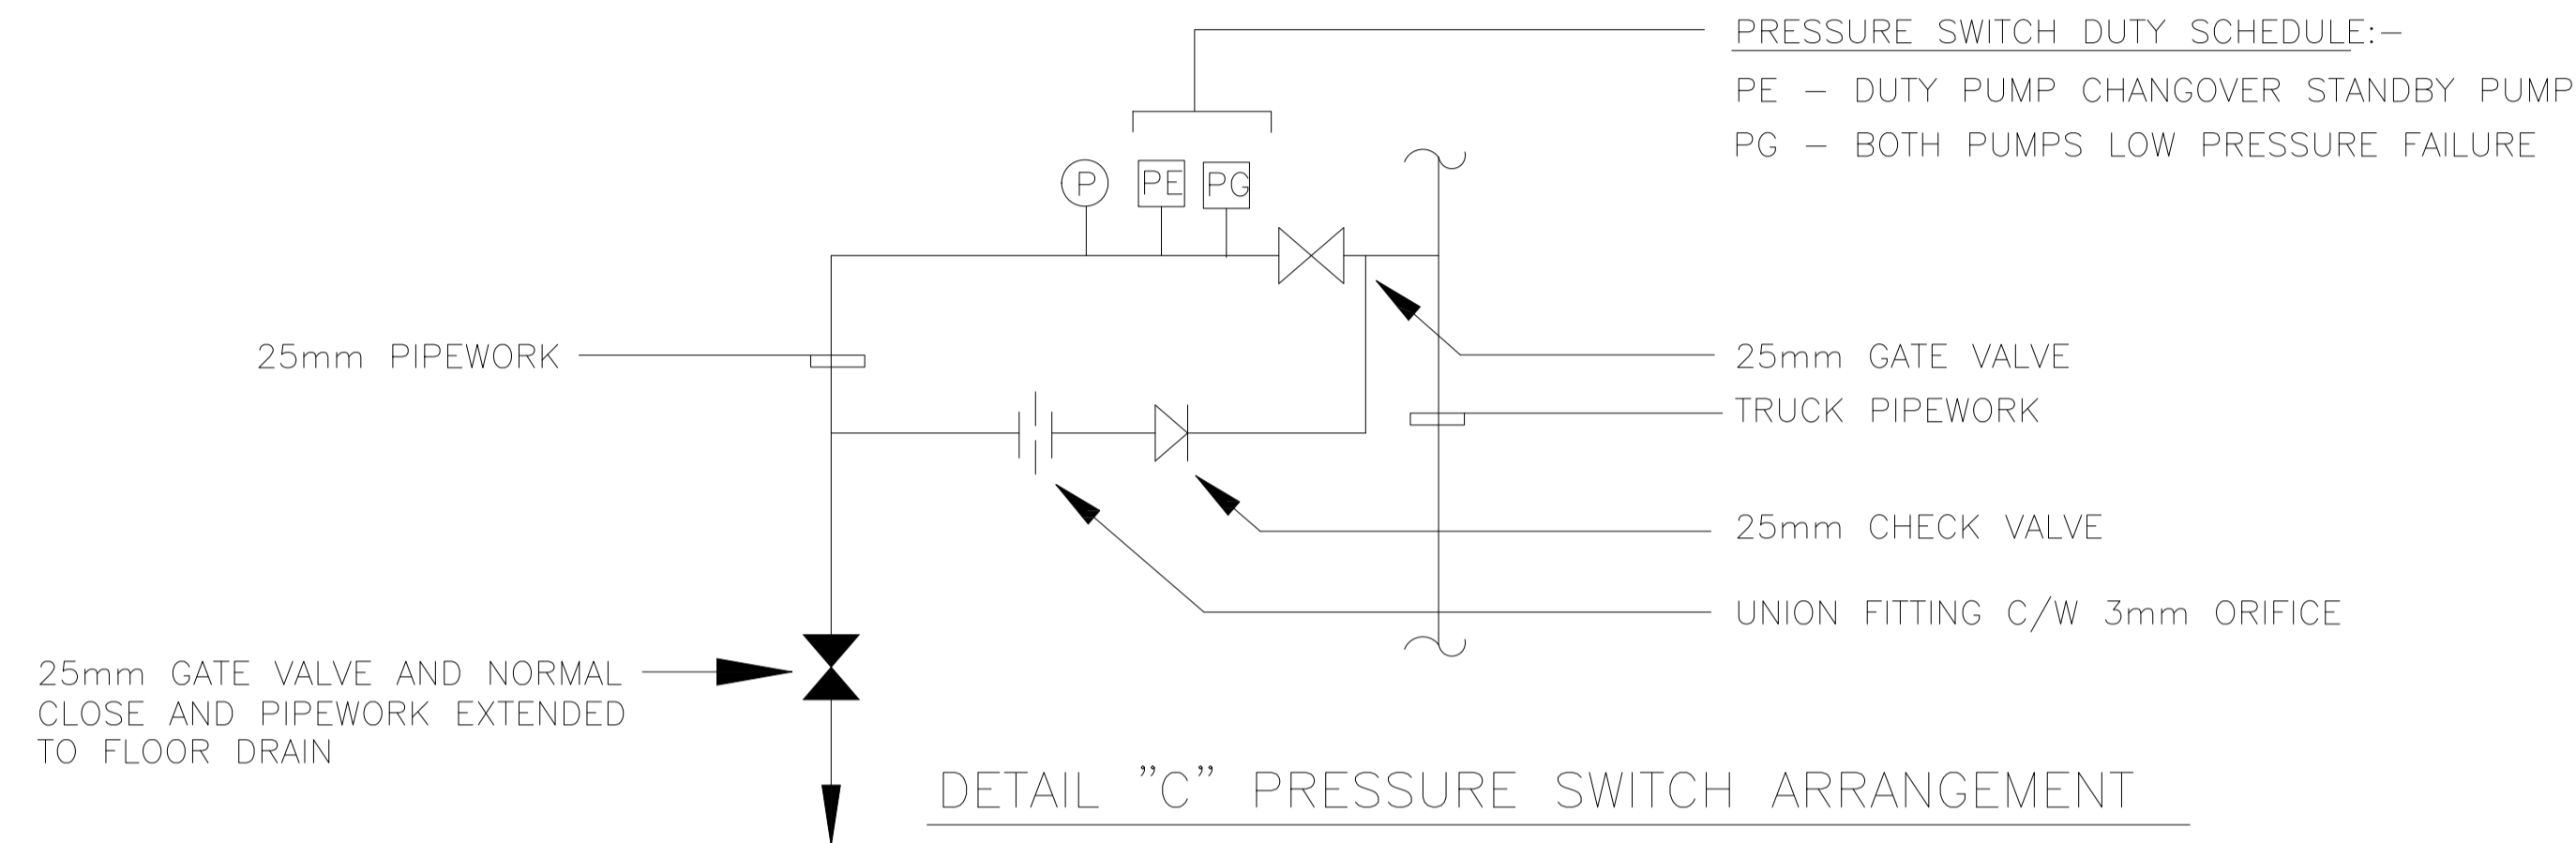 PRESSURE SWITCH DUTY SCHEDULE:-
PE - DUTY PUMP CHANGOVER STANDBY PUMP
PG - BOTH PUMPS LOW PRESSURE FAILURE
P
PE
PG
25mm PIPEWORK
25mm GATE VALVE
TRUCK PIPEWORK
25mm CHECK VALVE
UNION FITTING C/W 3mm ORIFICE
25mm GATE VALVE AND NORMAL
CLOSE AND PIPEWORK EXTENDED
TO FLOOR DRAIN
DETAIL "C" PRESSURE SWITCH ARRANGEMENT